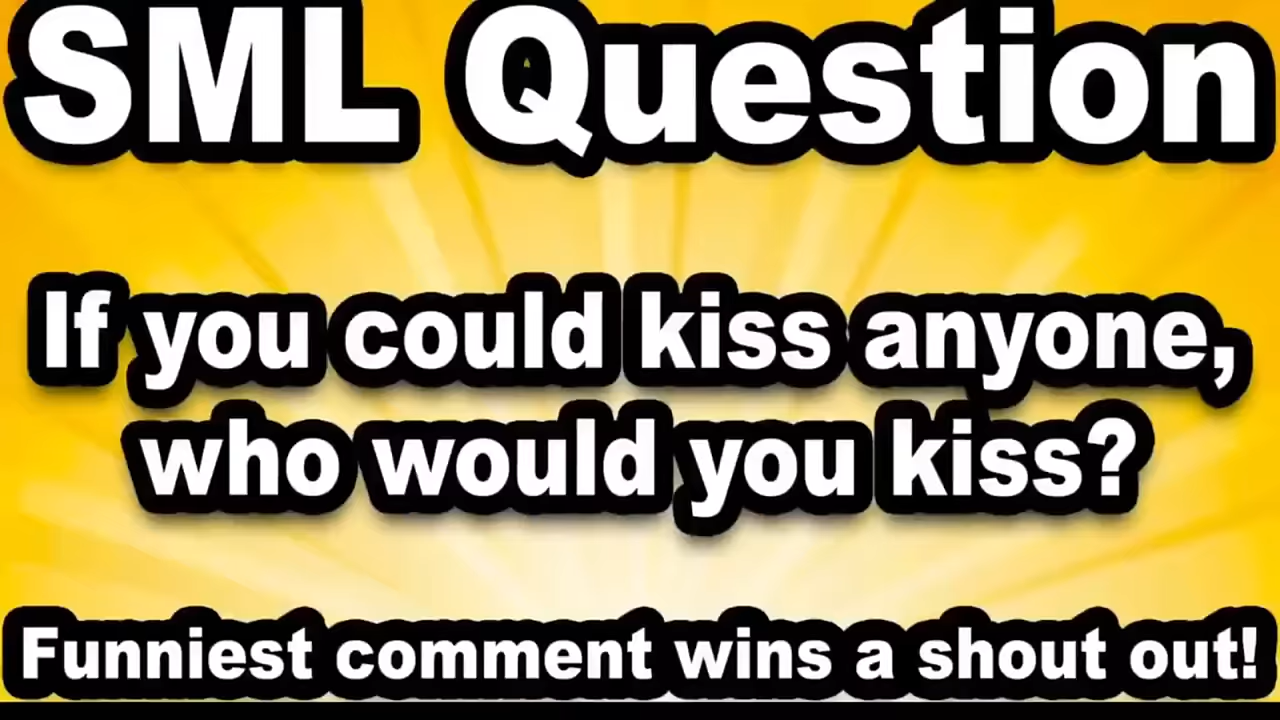 SML Question
If you could kiss anyone,
who would you kiss?
Funniest comment wins a shout out!